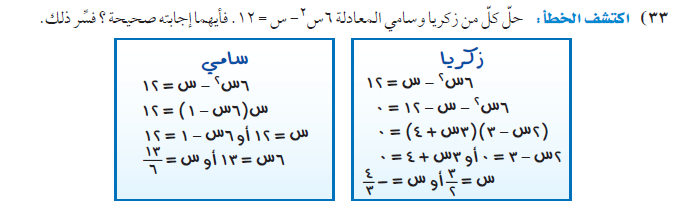 ٣٣) اكتشف الخطأ: حلّ كلّ من زكريا وسامي المعادلة ٦س٢ – س = ١٢. فأيهما إجابته صحيحة؟ فسِّر ذلك.
زكريا
٦س٢ – س = ١٢
٦س٢ – س – ١٢ = ٠
(٢س – ٣)(٣س + ٤) = ٠
٢س – ٣ = ٠ أو ٣س + ٤ = ٠
س = ٣/٢ أو س = – ٤/٣
سامي
٦س٢ – س = ١٢
س(٦س – ١) = ١٢
س = ١٢ أو ٦س – ١ = ١٢
٦س = ١٣ أو س = ١٣/٦